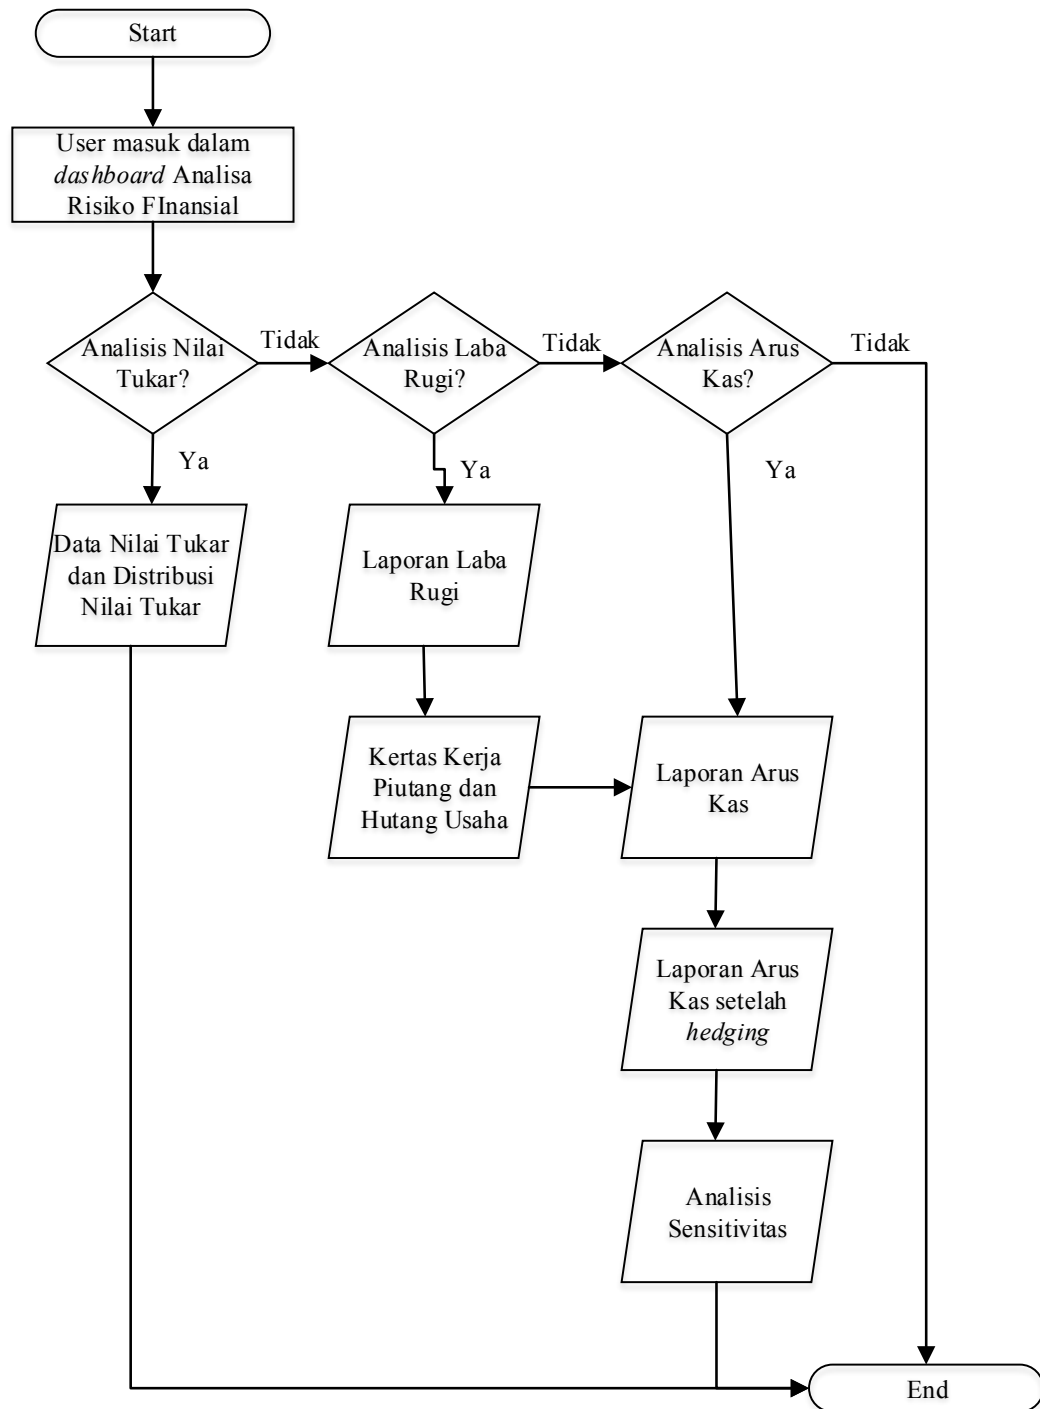 Start
User masuk dalam
dashboard Analisa
Risiko FInansial
Analisis Nilai
Tukar?
Tidak
Analisis Laba
Rugi?
Tidak
Analisis Arus
Kas?
Tidak
Ya
Ya
Ya
Data Nilai Tukar
dan Distribusi
Nilai Tukar
Laporan Laba
Rugi
Kertas Kerja
Piutang dan
Hutang Usaha
Laporan Arus
Kas
Laporan Arus
Kas setelah
hedging
Analisis
Sensitivitas
End